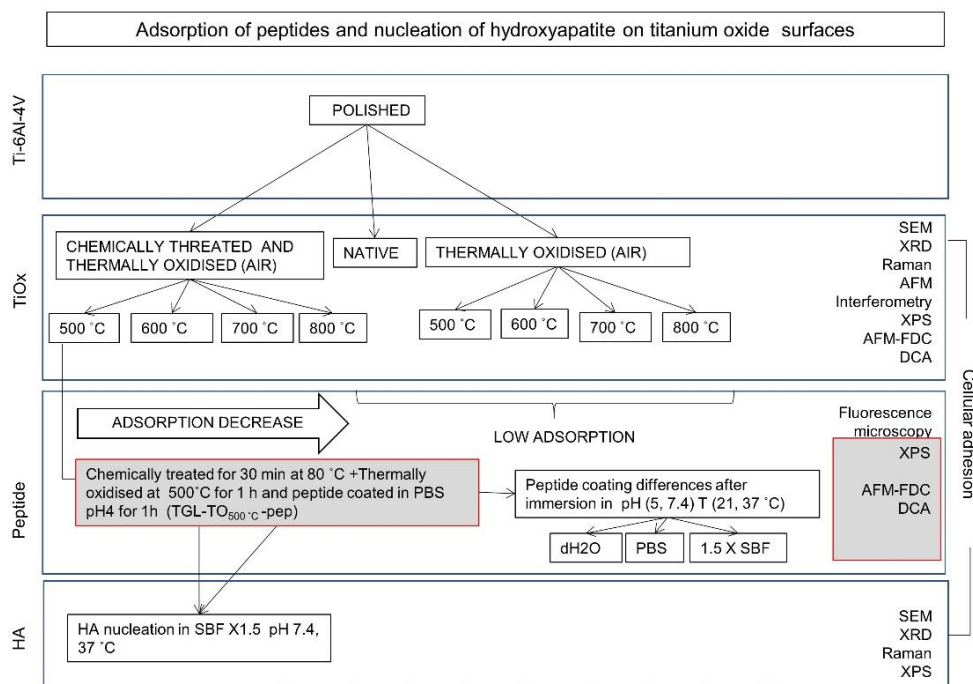 Adsorption of peptides and nucleation of hydroxyapatite on titanium oxide surfaces
Ti-6Al-4V
POLISHED
TiOx
CHEMICALLY THREATED AND
THERMALLY OXIDISED (AIR)
NATIVE
THERMALLY OXIDISED (AIR)
500 ˚C
600 ˚C
700 ˚C
800 ˚C
500 ˚C
600 ˚C
700 ˚C
800 ˚C
SEM
XRD
Raman
AFM
Interferometry
XPS
AFM-FDC
DCA
Cellular adhesion
Peptide
ADSORPTION DECREASE
LOW ADSORPTION
Fluorescence
microscopy
XPS
AFM-FDC
DCA
Chemically treated for 30 min at 80 ˚C +Thermally
oxidised at 500˚C for 1 h and peptide coated in PBS
pH4 for 1h (TGL-TO500 ˚C-pep)
Peptide coating differences after
immersion in pH (5, 7.4) T (21, 37 ˚C)
dH2O
PBS
1.5 X SBF
HA
HA nucleation in SBF X1.5 pH 7.4,
37 ˚C
SEM
XRD
Raman
XPS